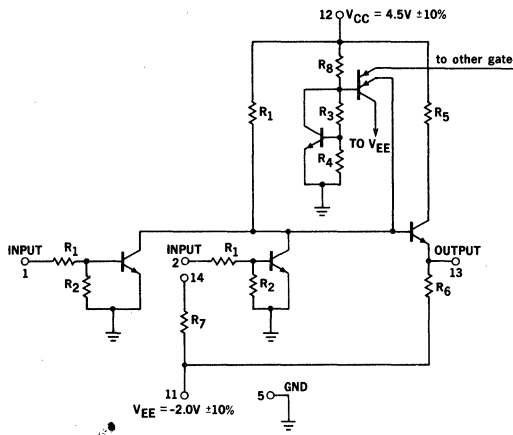 12 V_CC = 4.5V ±10%
to other gate
R8
R1
R3
R5
TO V_EE
R4
INPUT
1
R1
R2
INPUT
2
R1
14
R2
R7
OUTPUT
13
R6
11
V_EE = -2.0V ±10%
5
GND